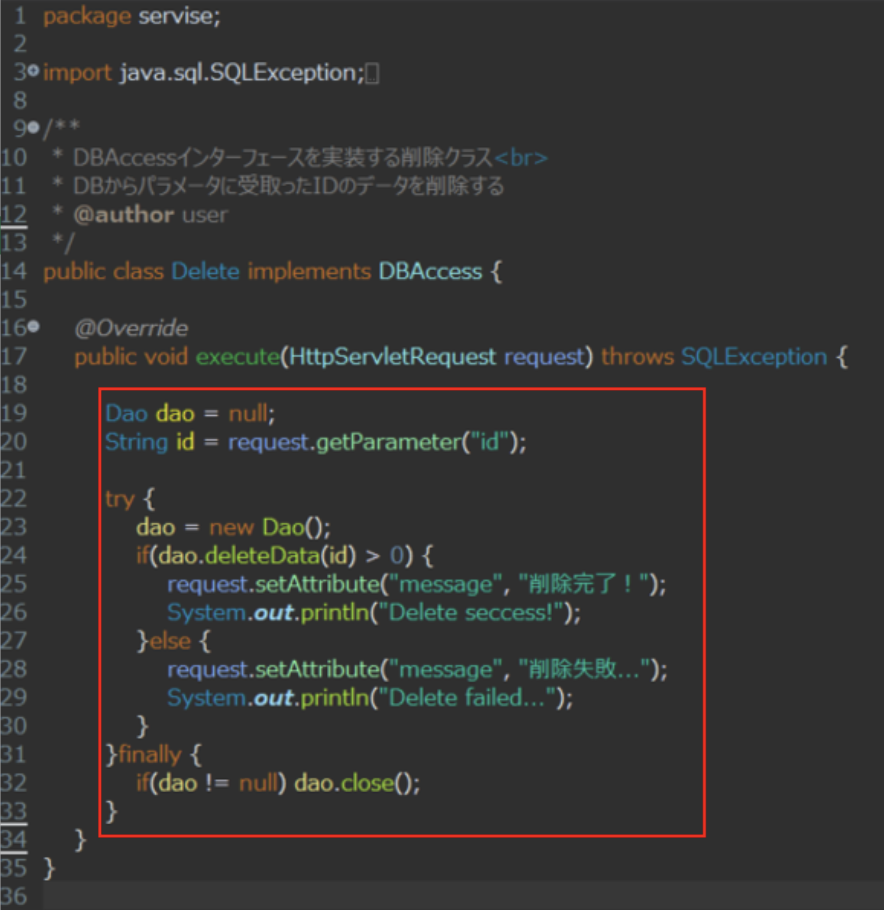 1 package servise;
2
3 import java.sql.SQLException;
8
9 /**
10 * DBAccessインターフェースを実装する削除クラス<br>
11 * DBからパラメータに受取ったIDのデータを削除する
12 * @author user
13 */
14 public class Delete implements DBAccess {
15
16 @Override
17 public void execute(HttpServletRequest request) throws SQLException {
18
19 Dao dao = null;
20 String id = request.getParameter("id");
21
22 try {
23 dao = new Dao();
24 if(dao.deleteData(id) > 0) {
25 request.setAttribute("message", "削除完了！");
26 System.out.println("Delete seccess!");
27 }else {
28 request.setAttribute("message", "削除失敗...");
29 System.out.println("Delete failed...");
30 }
31 }finally {
32 if(dao != null) dao.close();
33 }
34 }
35 }
36